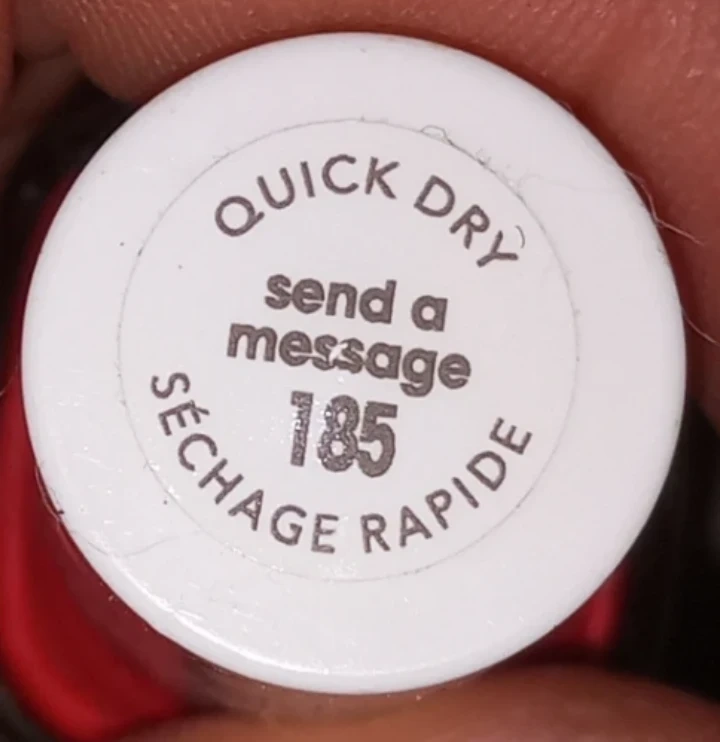 QUICK DRY
send a
message
185
SÉCHAGE RAPIDE